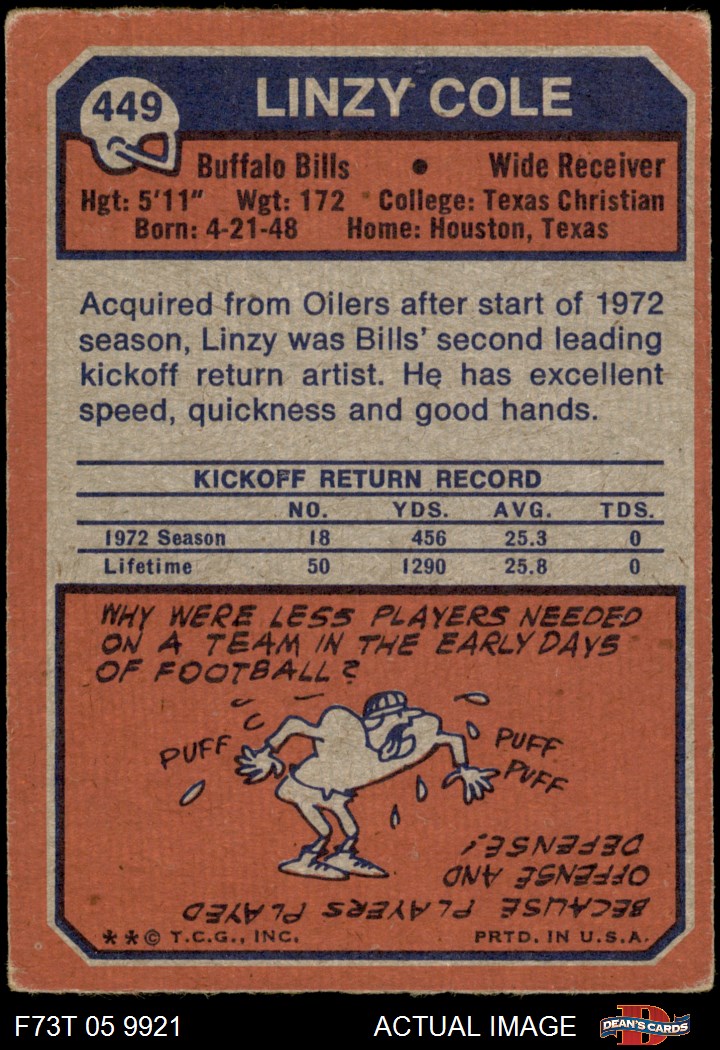 449
LINZY COLE
Buffalo Bills • Wide Receiver
Hgt: 5'11" Wgt: 172 College: Texas Christian
Born: 4-21-48 Home: Houston, Texas
Acquired from Oilers after start of 1972
season, Linzy was Bills' second leading
kickoff return artist. He has excellent
speed, quickness and good hands.
KICKOFF RETURN RECORD
NO. YDS. AVG. TDS.
1972 Season 18 456 25.3 0
Lifetime 50 1290 25.8 0
WHY WERE LESS PLAYERS NEEDED
ON A TEAM IN THE EARLY DAYS
OF FOOTBALL?
PUFF
PUFF
PUFF
BECAUSE PLAYERS PLAYED
OFFENSE AND
DEFENSE!
**© T.C.G., INC. PRTD. IN U.S.A.
F73T 05 9921 ACTUAL IMAGE
D
DEAN'S CARDS